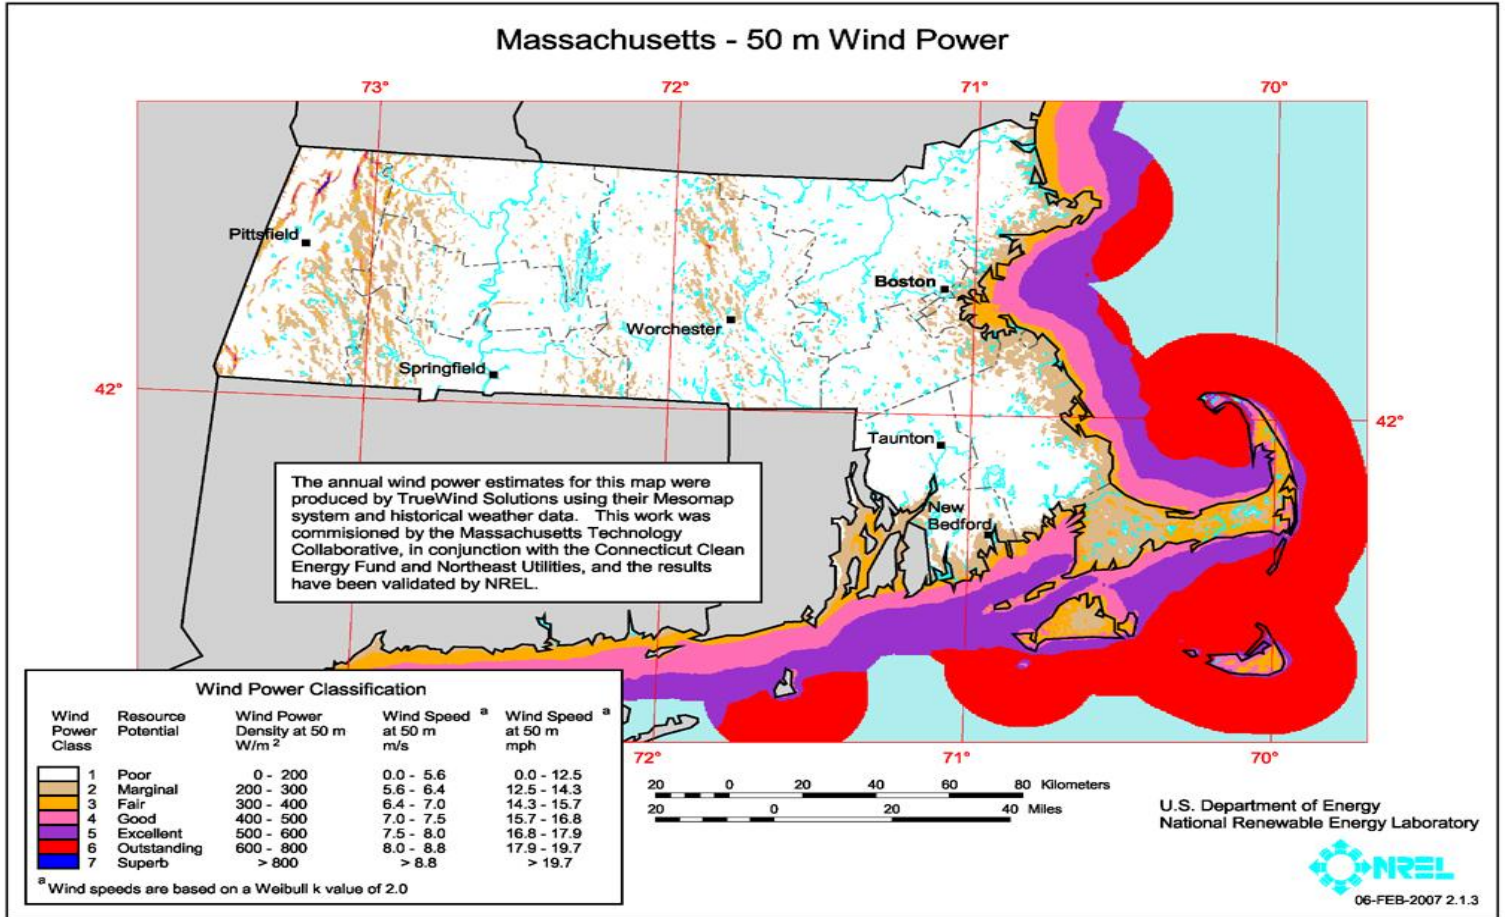 Massachusetts - 50 m Wind Power
73° 72° 71° 70°
Pittsfield
Boston
Worchester
Springfield
42°
42°
Taunton
New
Bedford
The annual wind power estimates for this map were
produced by TrueWind Solutions using their Mesomap
system and historical weather data. This work was
commisioned by the Massachusetts Technology
Collaborative, in conjunction with the Connecticut Clean
Energy Fund and Northeast Utilities, and the results
have been validated by NREL.
72° 71° 70°
Wind Power Classification
Wind Resource Wind Power Wind Speed a Wind Speed a
Power Potential Density at 50 m at 50 m at 50 m
Class W/m 2 m/s mph
1 Poor 0 - 200 0.0 - 5.6 0.0 - 12.5
2 Marginal 200 - 300 5.6 - 6.4 12.5 - 14.3
3 Fair 300 - 400 6.4 - 7.0 14.3 - 15.7
4 Good 400 - 500 7.0 - 7.5 15.7 - 16.8
5 Excellent 500 - 600 7.5 - 8.0 16.8 - 17.9
6 Outstanding 600 - 800 8.0 - 8.8 17.9 - 19.7
7 Superb > 800 > 8.8 > 19.7
a Wind speeds are based on a Weibull k value of 2.0
20 0 20 40 60 80 Kilometers
20 0 20 40 Miles
U.S. Department of Energy
National Renewable Energy Laboratory
NREL
06-FEB-2007 2.1.3